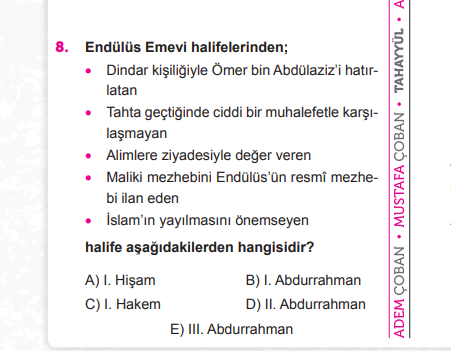 8. Endülüs Emevi halifelerinden;
• Dindar kişiliğiyle Ömer bin Abdülaziz’i hatır-
latan
• Tahta geçtiğinde ciddi bir muhalefetle karşı-
laşmayan
• Alimlere ziyadesiyle değer veren
• Maliki mezhebini Endülüs’ün resmî mezhe-
bi ilan eden
• İslam’ın yayılmasını önemseyen
halife aşağıdakilerden hangisidir?
A) I. Hişam B) I. Abdurrahman
C) I. Hakem D) II. Abdurrahman
E) III. Abdurrahman
ADEM ÇOBAN • MUSTAFA ÇOBAN • TAHAYYÜL • A